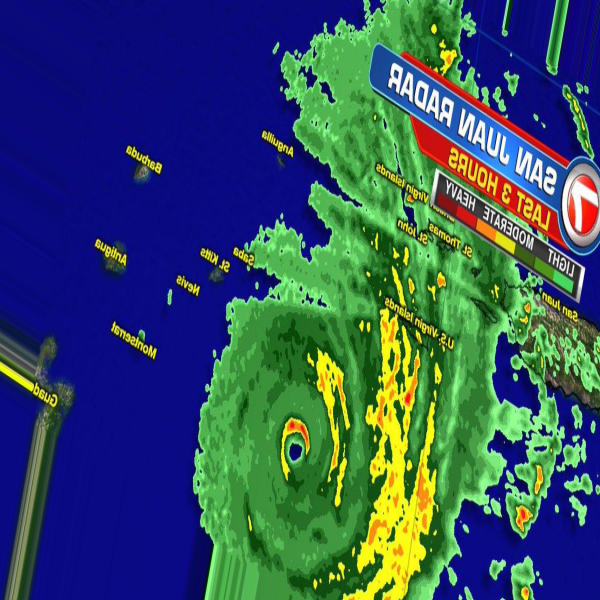 SAN JUAN RADAR
LAST 3 HOURS
7
LIGHT MODERATE HEAVY
San Juan
Virgin Islands
St. Thomas
St. John
U.S. Virgin Islands
Anguilla
Barbuda
Saba
St. Kitts
Nevis
Antigua
Montserrat
Guad